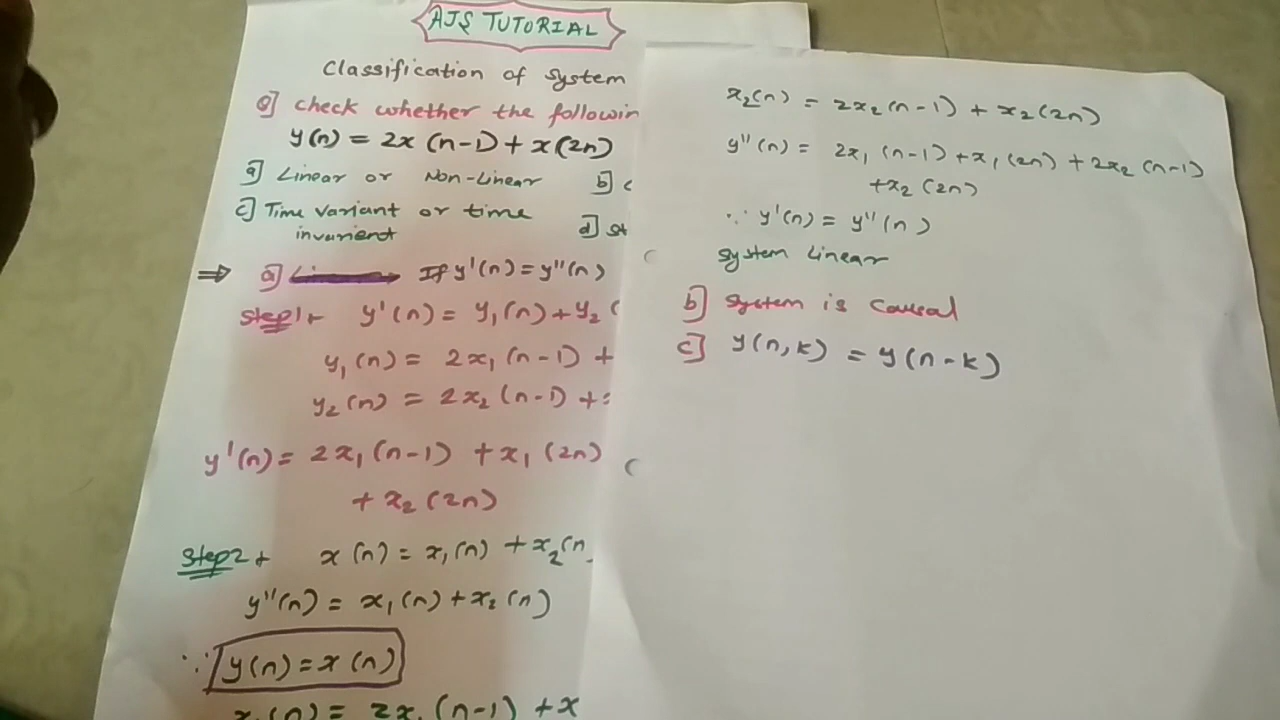 AJS TUTORIAL
Classification of System
Q] check whether the followin
y(n) = 2x (n-1) + x(2n)
a] Linear or Non-Linear b]
c] Time variant or time
invarient d] st
⇒ a] If y'(n) = y''(n)
Step1+ y'(n) = y₁(n) + y₂ (
y₁(n) = 2x₁(n-1) +
y₂(n) = 2x₂(n-1) +
y'(n) = 2x₁(n-1) + x₁(2n)
+ x₂(2n)
Step2+ x(n) = x₁(n) + x₂(n
y''(n) = x₁(n) + x₂(n)
∵ y(n) = x(n)
= 2x₁(n-1) + x
x₂(n) = 2x₂(n-1) + x₂(2n)
y''(n) = 2x₁(n-1) + x₁(2n) + 2x₂(n-1)
+x₂(2n)
∵ y'(n) = y''(n)
System Linear
b] System is Causal
c] y(n,k) = y(n-k)